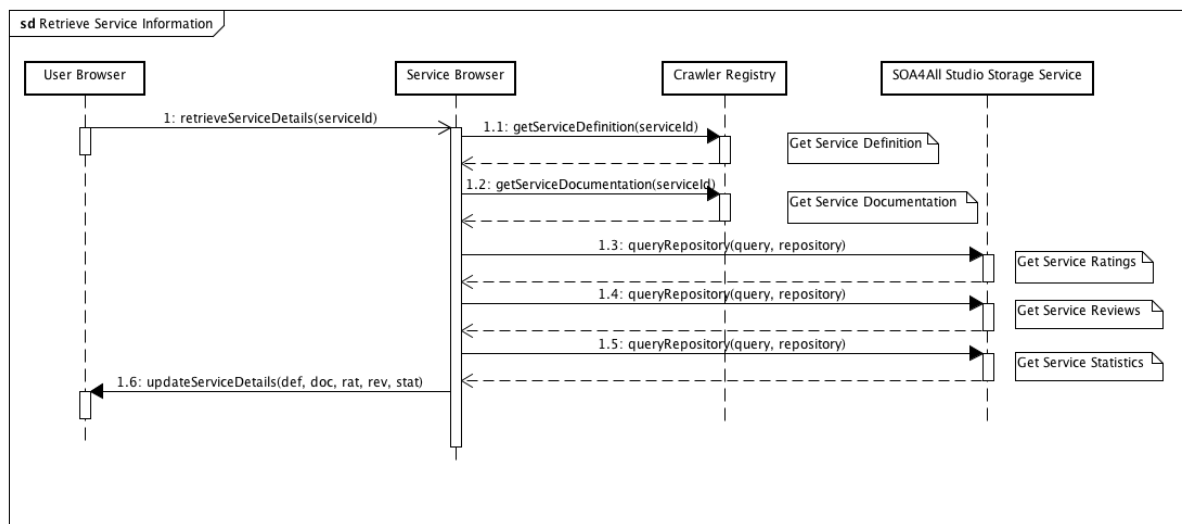 sd Retrieve Service Information
User Browser
Service Browser
Crawler Registry
SOA4All Studio Storage Service
1: retrieveServiceDetails(serviceId)
1.1: getServiceDefinition(serviceId)
Get Service Definition
1.2: getServiceDocumentation(serviceId)
Get Service Documentation
1.3: queryRepository(query, repository)
Get Service Ratings
1.4: queryRepository(query, repository)
Get Service Reviews
1.5: queryRepository(query, repository)
Get Service Statistics
1.6: updateServiceDetails(def, doc, rat, rev, stat)